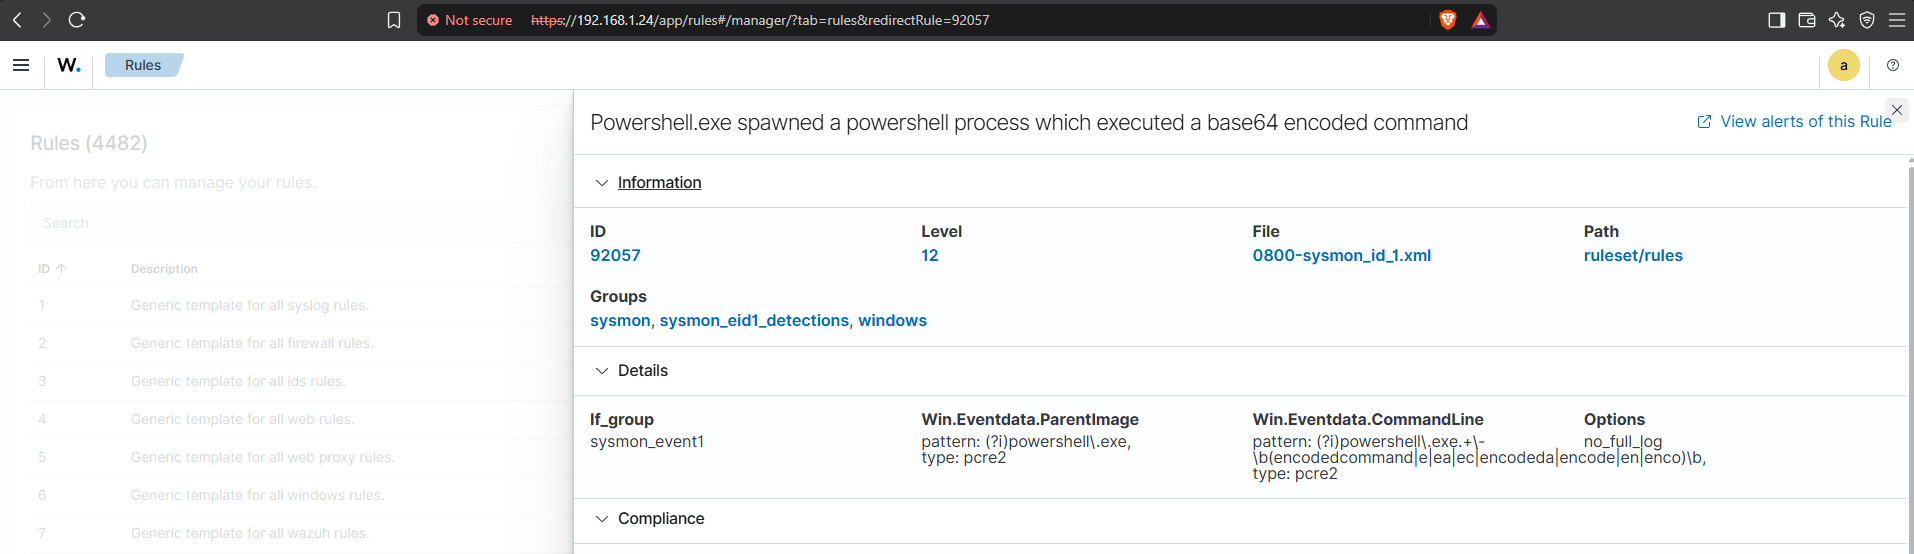 Not secure https://192.168.1.24/app/rules#/manager/?tab=rules&redirectRule=92057
W. Rules a
Rules (4482)
From here you can manage your rules.
Search
ID Description
1 Generic template for all syslog rules.
2 Generic template for all firewall rules.
3 Generic template for all ids rules.
4 Generic template for all web rules.
5 Generic template for all web proxy rules.
6 Generic template for all windows rules.
7 Generic template for all wazuh rules.
Powershell.exe spawned a powershell process which executed a base64 encoded command
View alerts of this Rule
Information
ID Level File Path
92057 12 0800-sysmon_id_1.xml ruleset/rules
Groups
sysmon, sysmon_eid1_detections, windows
Details
If_group
sysmon_event1
Win.Eventdata.ParentImage
pattern: (?i)powershell\.exe,
type: pcre2
Win.Eventdata.CommandLine
pattern: (?i)powershell\.exe.+\-
\b(encodedcommand|e|ea|ec|encodeda|encode|en|enco)\b,
type: pcre2
Options
no_full_log
Compliance